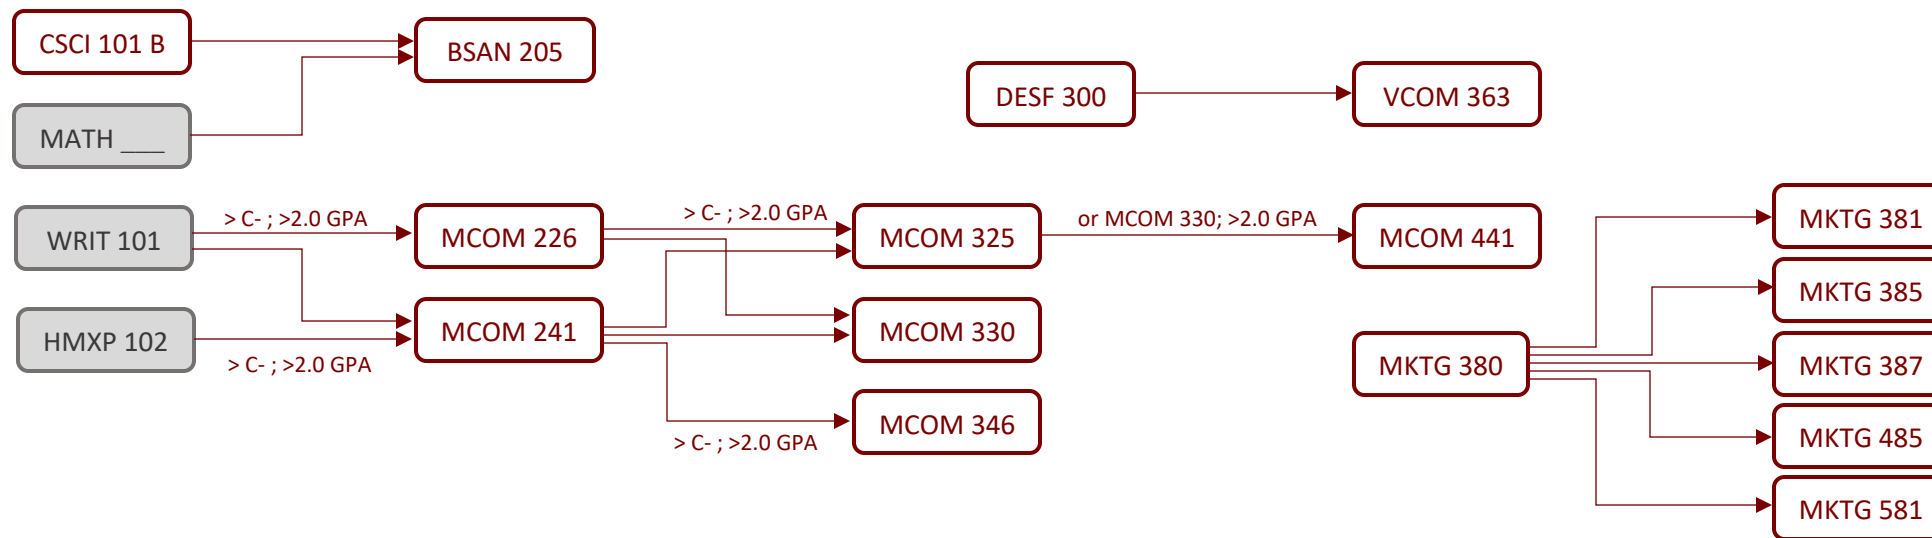 CSCI 101 B
BSAN 205
DESF 300
VCOM 363
MATH ___
WRIT 101
> C- ; >2.0 GPA
MCOM 226
> C- ; >2.0 GPA
MCOM 325
or MCOM 330; >2.0 GPA
MCOM 441
MKTG 381
MKTG 385
HMXP 102
> C- ; >2.0 GPA
MCOM 241
MCOM 330
MKTG 380
MKTG 387
MCOM 346
> C- ; >2.0 GPA
MKTG 485
MKTG 581